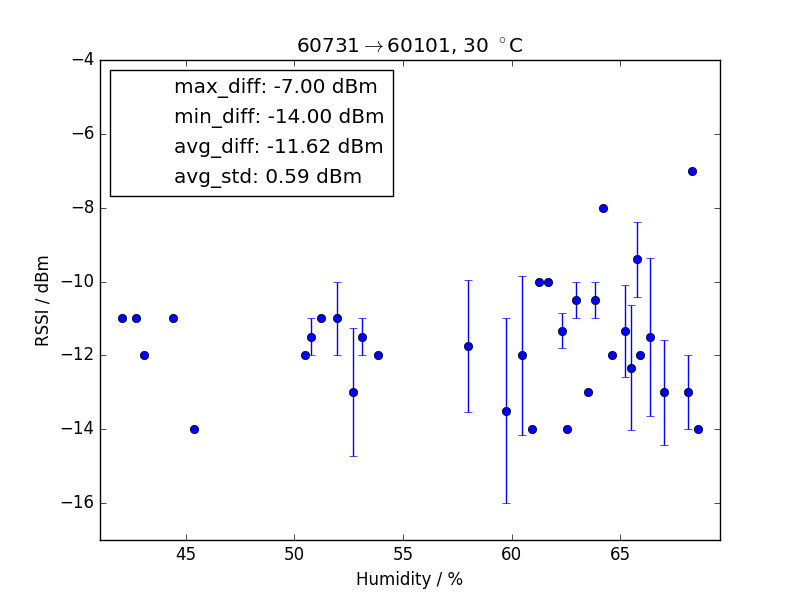 60731→60101, 30 °C
max_diff: -7.00 dBm
min_diff: -14.00 dBm
avg_diff: -11.62 dBm
avg_std: 0.59 dBm
−4
−6
−8
−10
−12
−14
−16
RSSI / dBm
45 50 55 60 65
Humidity / %